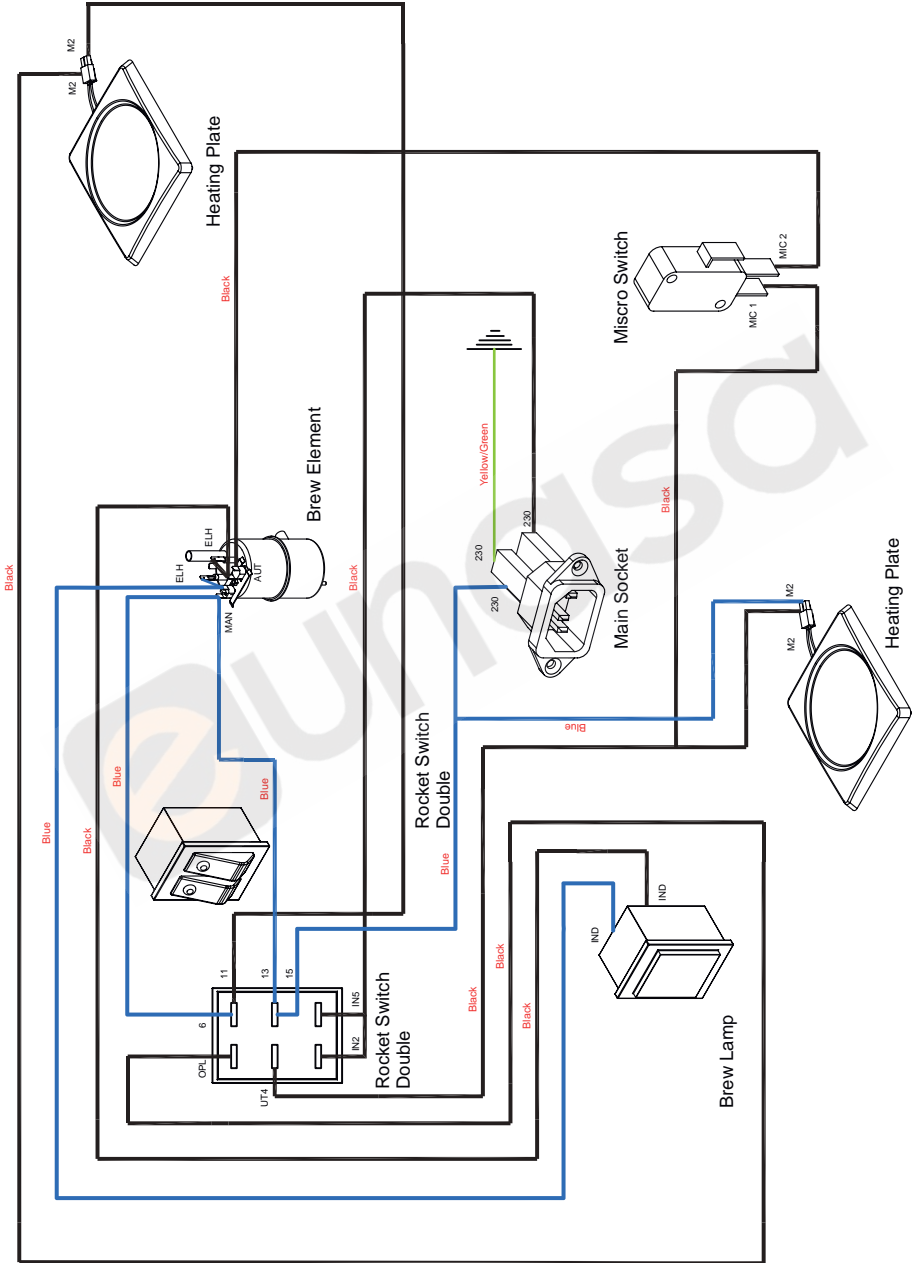 Black
Blue
M2
M2
Black
Blue
ELH
ELH
OPL
6
Heating Plate
11
MAN
Black
AUT
UT4
13
Blue
15
Brew Element
IN2
IN5
Black
Rocket Switch
Double
Rocket Switch
Double
Blue
Black
230
Yellow/Green
230
230
Black
Black
Blue
IND
Main Socket
Miscro Switch
IND
Black
Brew Lamp
MIC 1
MIC 2
M2
M2
Heating Plate
eunasa